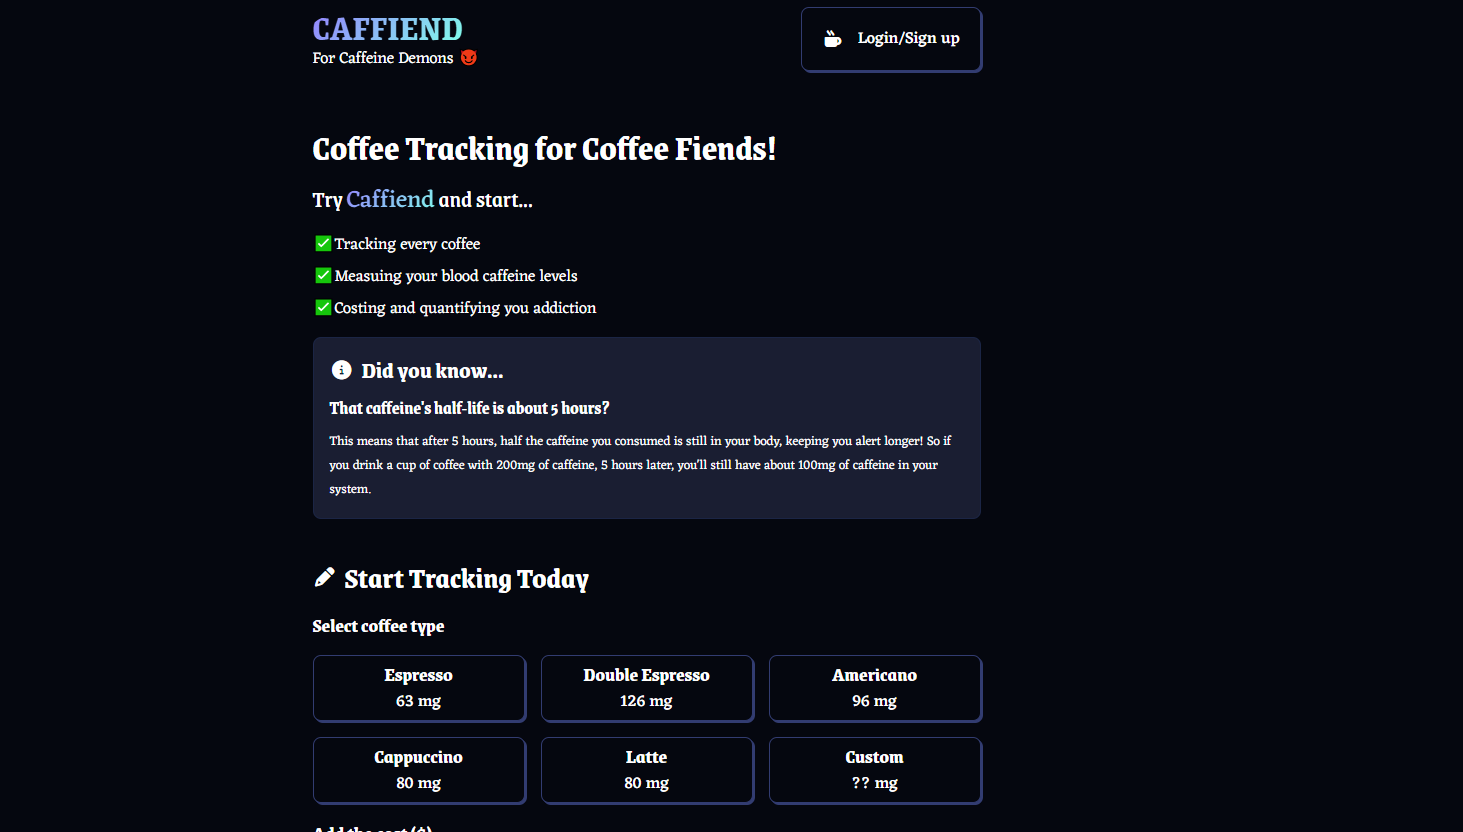 CAFFIEND
For Caffeine Demons 😈
Login/Sign up
Coffee Tracking for Coffee Fiends!
Try Caffiend and start...
✅ Tracking every coffee
✅ Measuing your blood caffeine levels
✅ Costing and quantifying you addiction
Did you know...
That caffeine's half-life is about 5 hours?
This means that after 5 hours, half the caffeine you consumed is still in your body, keeping you alert longer! So if
you drink a cup of coffee with 200mg of caffeine, 5 hours later, you'll still have about 100mg of caffeine in your
system.
Start Tracking Today
Select coffee type
Espresso
63 mg
Double Espresso
126 mg
Americano
96 mg
Cappuccino
80 mg
Latte
80 mg
Custom
?? mg
Add the cost ($)